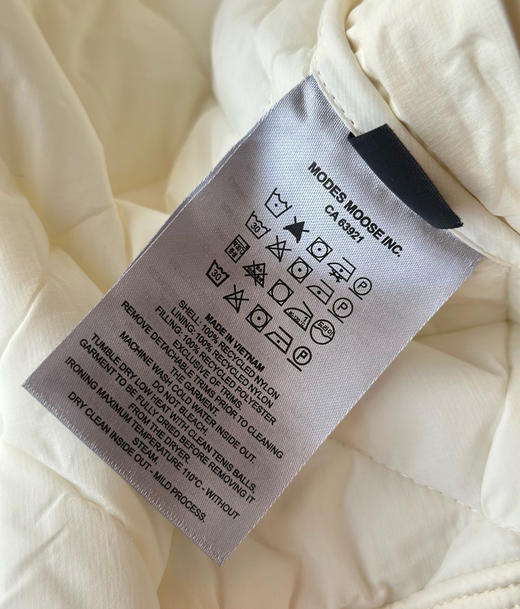 MODES MOOSE INC.
CA 63921
30
30
MADE IN VIETNAM
SHELL: 100% RECYCLED NYLON
LINING: 100% RECYCLED NYLON
FILLING: 100% RECYCLED POLYESTER
EXCLUSIVE OF TRIMS.
REMOVE DETACHABLE TRIMS PRIOR TO CLEANING
THE GARMENT.
MACHINE WASH COLD WATER INSIDE OUT.
DO NOT BLEACH.
TUMBLE DRY LOW HEAT WITH CLEAN TENIS BALLS,
GARMENT TO BE FULLY DRIED BEFORE REMOVING
FROM THE DRYER.
IRONING MAXIMUM TEMPERATURE 110°C - WITHOUT
STEAM.
DRY CLEAN INSIDE OUT - MILD PROCESS.